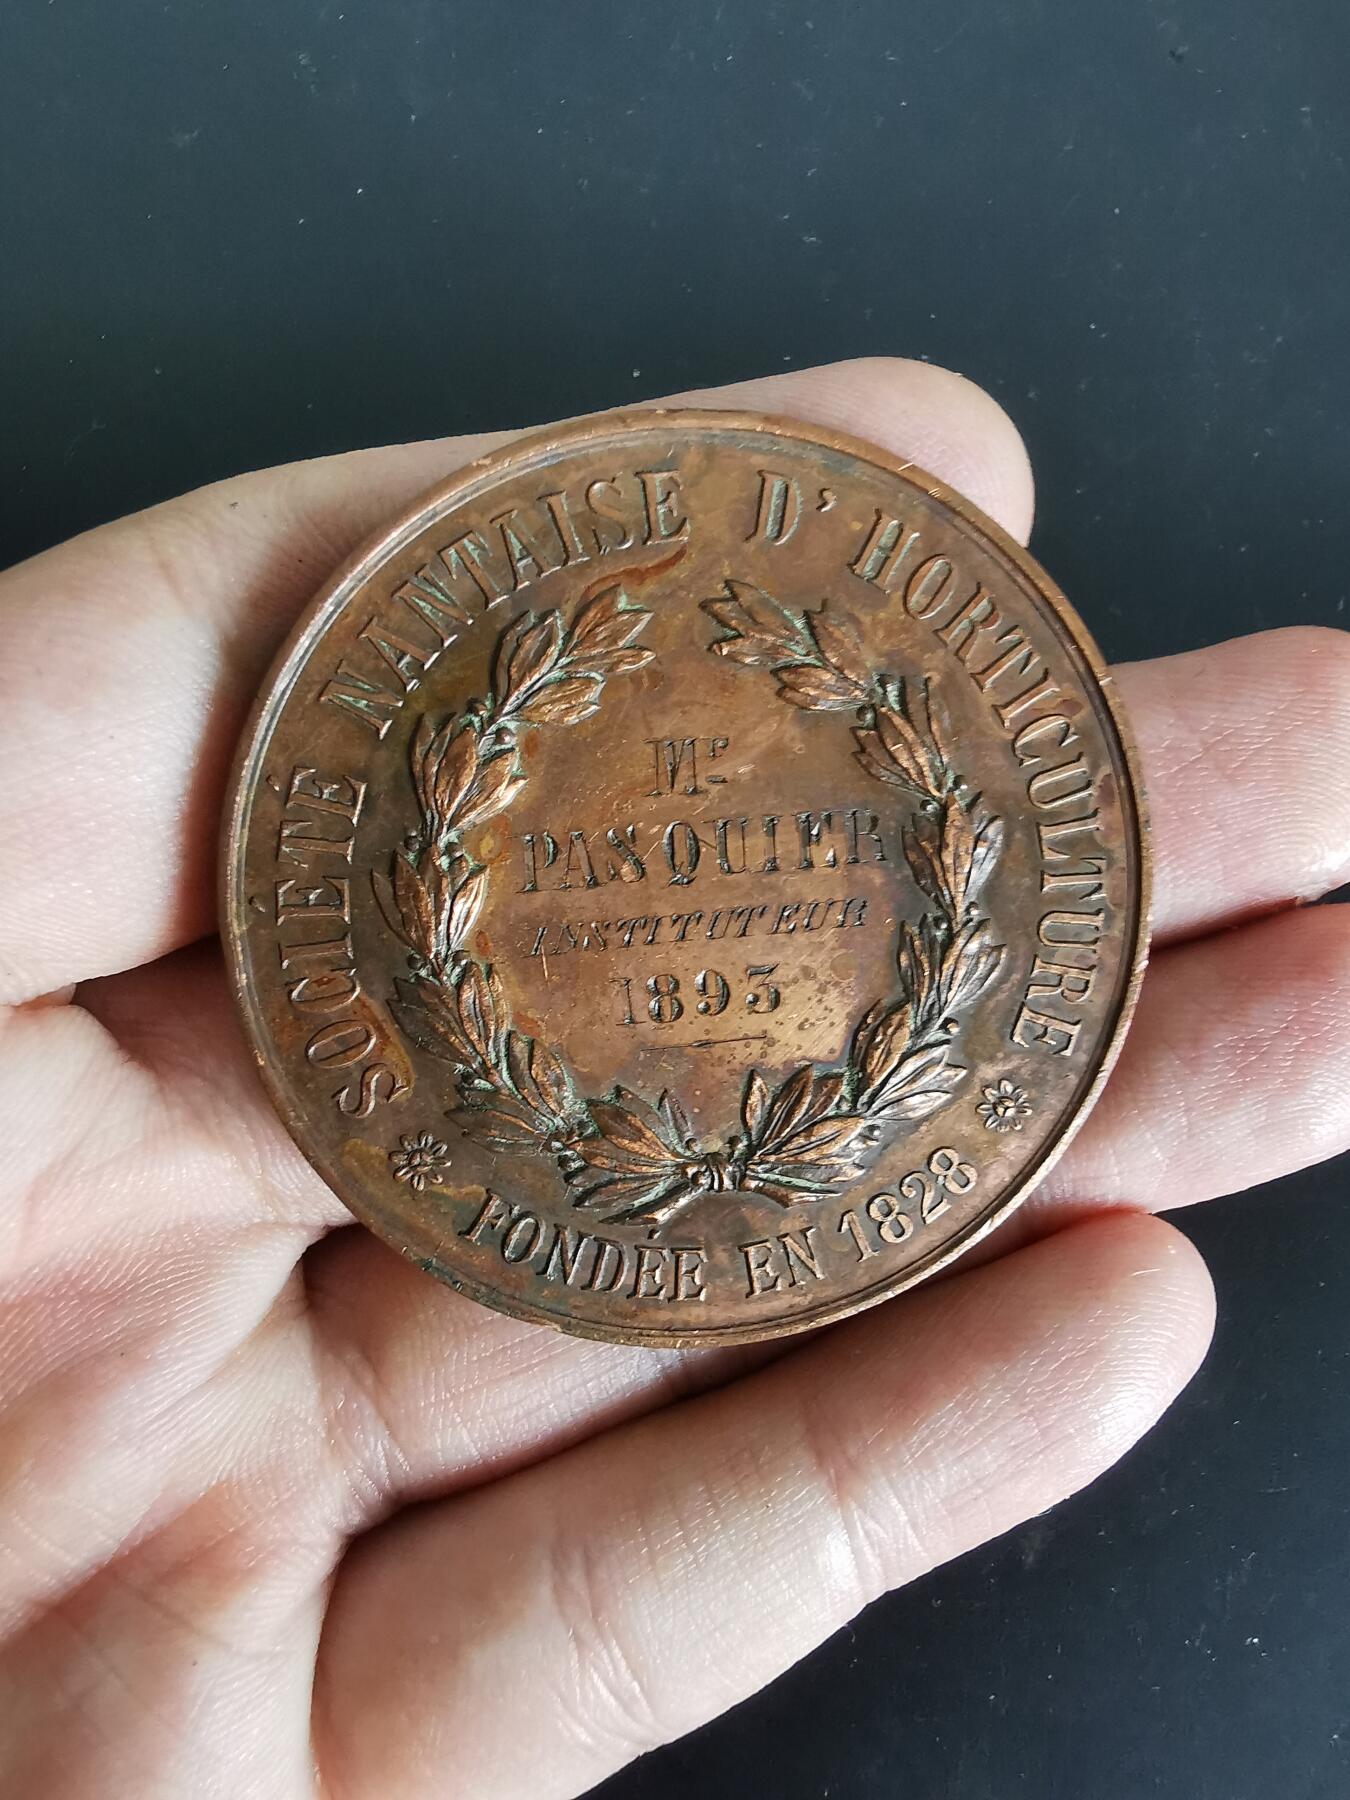 SOCIÉTÉ NANTAISE D'HORTICULTURE
Mr
PASQUIER
INSTITUTEUR
1893
FONDÉE EN 1828